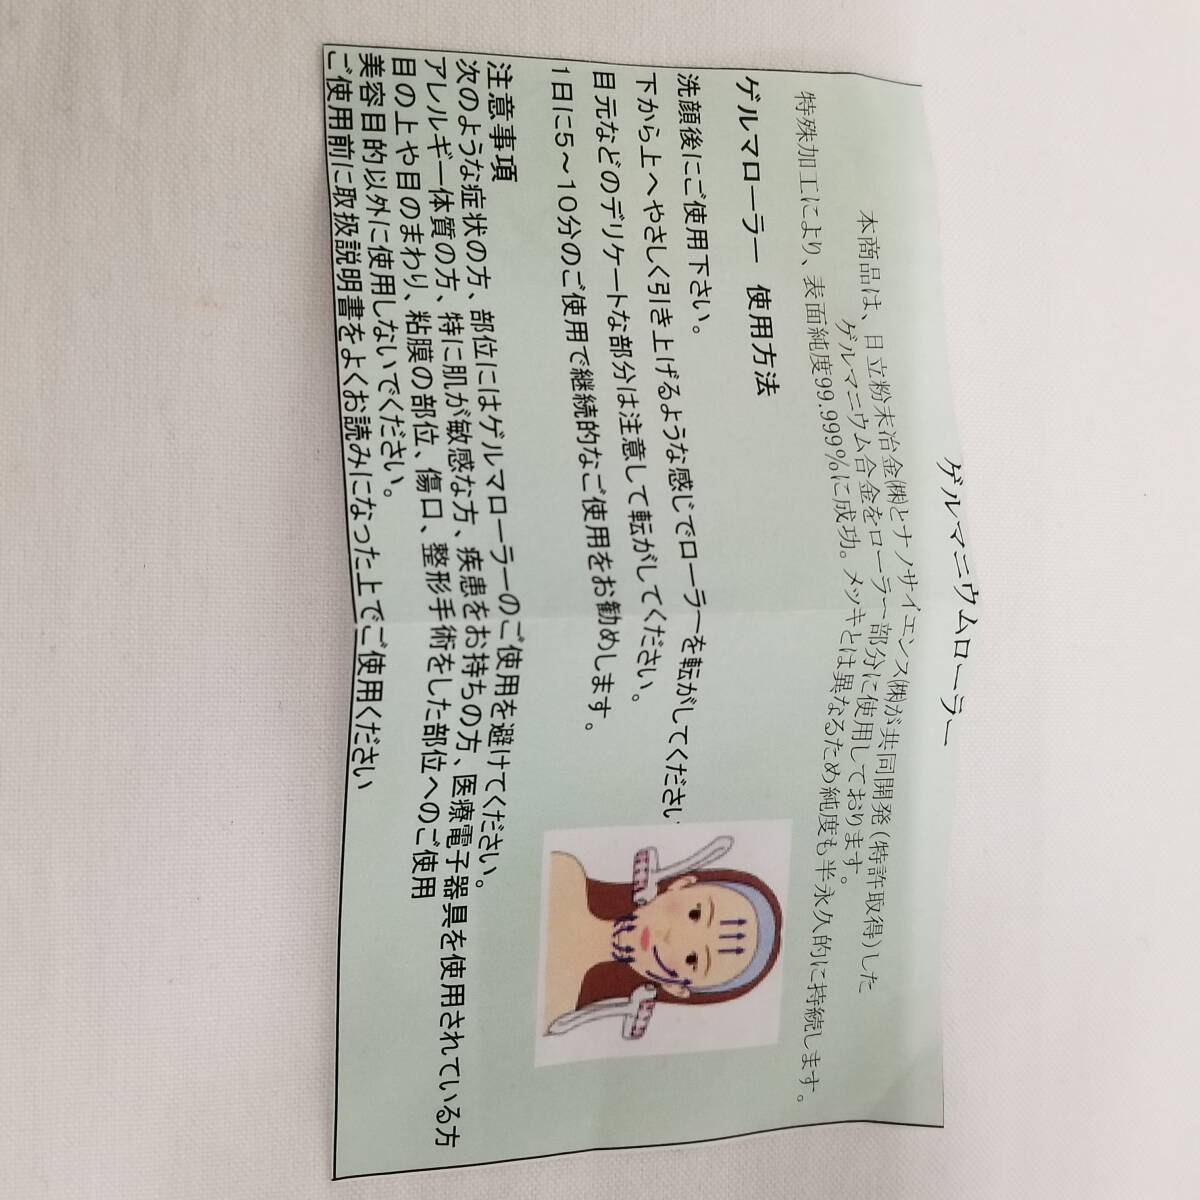 ゲルマニウムローラー
本商品は、日立粉末冶金㈱とナノサイエンス㈱が共同開発(特許取得)した
ゲルマニウム合金をローラー部分に使用しております。
特殊加工により、表面純度99.999%に成功。メッキとは異なるため純度も半永久的に持続します。
ゲルマローラー 使用方法
洗顔後にご使用下さい。
下から上へやさしく引き上げるような感じでローラーを転がしてください
目元などのデリケートな部分は注意して転がしてください。
1日に5～10分のご使用で継続的なご使用をお勧めします。
注意事項
次のような症状の方、部位にはゲルマローラーのご使用を避けてください。
アレルギー体質の方、特に肌が敏感な方、疾患をお持ちの方、医療電子器具を使用されている方
目の上や目のまわり、粘膜の部位、傷口、整形手術をした部位へのご使用
美容目的以外に使用しないでください。
ご使用前に取扱説明書をよくお読みになった上でご使用ください